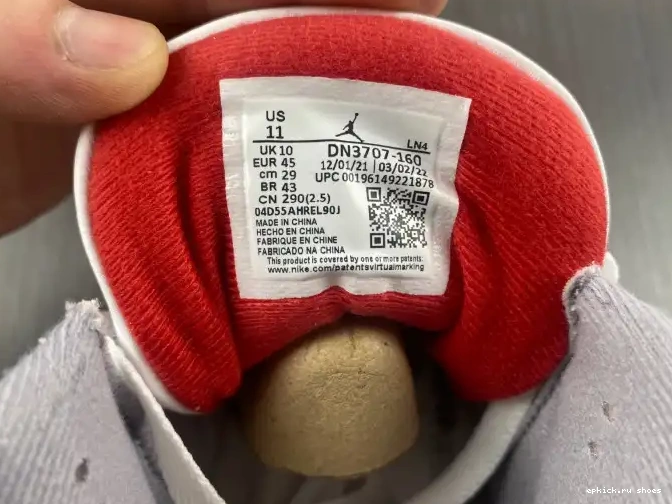 US
11
LN4
UK 10
DN3707-160
EUR 45
12/01/21 03/02/22
cm 29
UPC 00196149221878
BR 43
CN 290(2.5)
04D55AHREL90J
MADE IN CHINA
HECHO EN CHINA
FABRIQUE EN CHINE
FABRICADO NA CHINA
This product is covered by one or more patents:
www.nike.com/patentsvirtualmarking
epkick.ru shoes